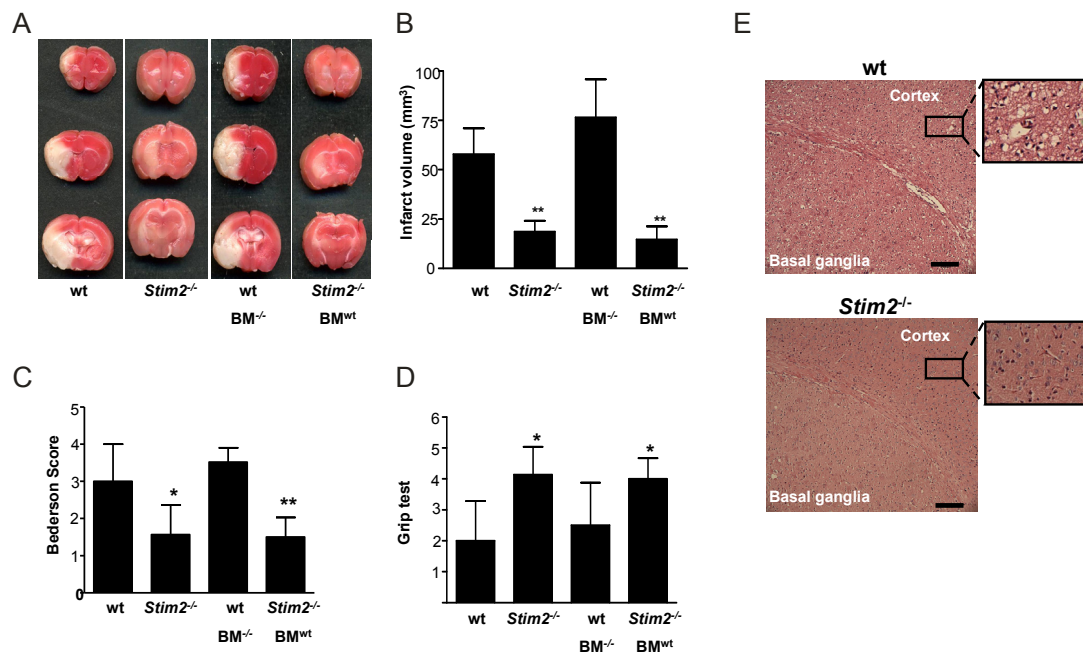 A
wt
Stim2-/-
wt
BM-/-
Stim2-/-
BMwt
B
Infarct volume (mm3)
100
75
50
25
0
wt
Stim2-/-
wt
BM-/-
Stim2-/-
BMwt
**
**
C
Bederson Score
5
4
3
2
1
0
*
**
wt
Stim2-/-
wt
BM-/-
Stim2-/-
BMwt
D
Grip test
6
5
4
3
2
1
*
*
wt
Stim2-/-
wt
BM-/-
Stim2-/-
BMwt
E
wt
Cortex
Basal ganglia
Stim2-/-
Cortex
Basal ganglia